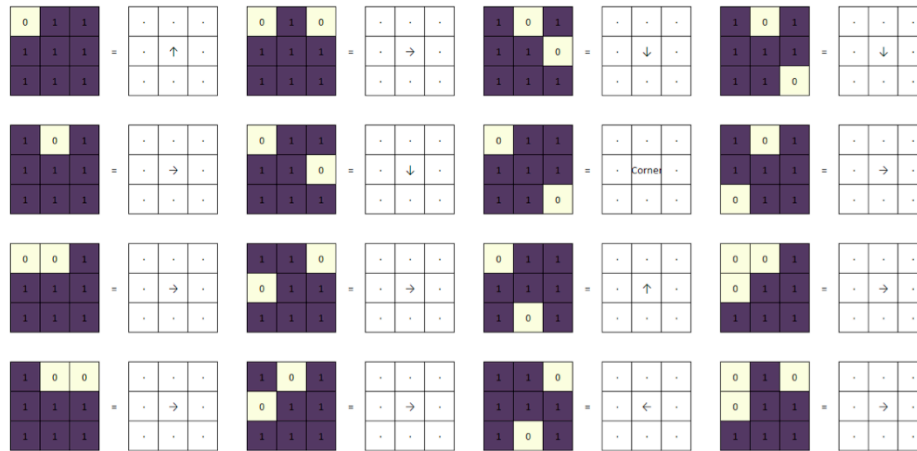 0 1 1 · · · 0 1 0 · · · 1 0 1 · · · 1 0 1 · · ·
1 1 1 = · ↑ · 1 1 1 = · → · 1 1 0 = · ↓ · 1 1 1 = · ↓ ·
1 1 1 · · · 1 1 1 · · · 1 1 1 · · · 1 1 0 · · ·
1 0 1 · · · 0 1 1 · · · 0 1 1 · · · 1 0 1 · · ·
1 1 1 = · → · 1 1 0 = · ↓ · 1 1 1 = · Corner · 1 1 1 = · → ·
1 1 1 · · · 1 1 1 · · · 1 1 0 · · · 0 1 1 · · ·
0 0 1 · · · 1 1 0 · · · 0 1 1 · · · 0 0 1 · · ·
1 1 1 = · → · 0 1 1 = · → · 1 1 1 = · ↑ · 0 1 1 = · → ·
1 1 1 · · · 1 1 1 · · · 1 0 1 · · · 1 1 1 · · ·
1 0 0 · · · 1 0 1 · · · 1 1 0 · · · 0 1 0 · · ·
1 1 1 = · → · 0 1 1 = · → · 1 1 1 = · ← · 0 1 1 = · → ·
1 1 1 · · · 1 1 1 · · · 1 0 1 · · · 1 1 1 · · ·